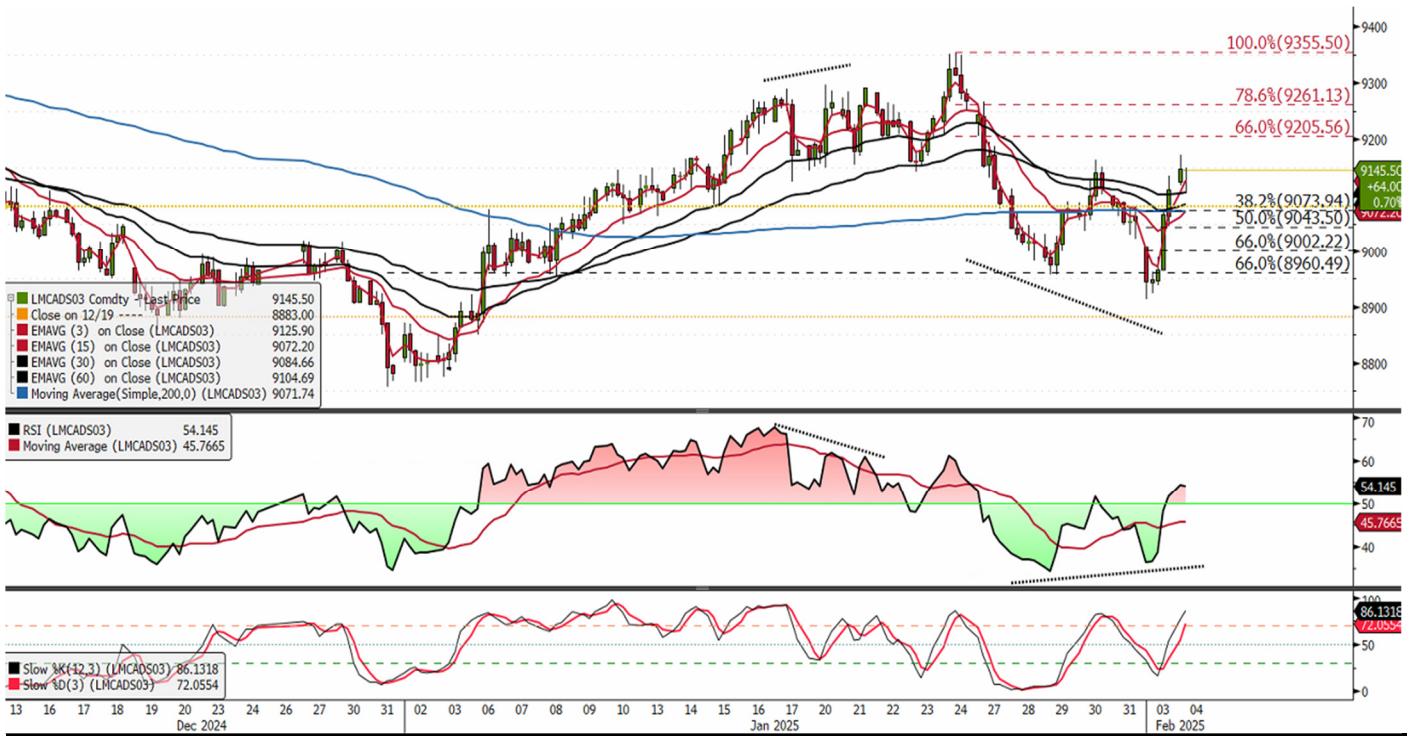 9400
100.0%(9355.50)
9300
78.6%(9261.13)
66.0%(9205.56)
9200
9145.50
+64.00
0.70%
9072.20
38.2%(9073.94)
50.0%(9043.50)
66.0%(9002.22)
9000
66.0%(8960.49)
8900
8800
LMCADS03 Comdty - Last Price 9145.50
Close on 12/19 ---- 8883.00
EMAVG (3) on Close (LMCADS03) 9125.90
EMAVG (15) on Close (LMCADS03) 9072.20
EMAVG (30) on Close (LMCADS03) 9084.66
EMAVG (60) on Close (LMCADS03) 9104.69
Moving Average(Simple,200,0) (LMCADS03) 9071.74
RSI (LMCADS03) 54.145
Moving Average (LMCADS03) 45.7665
70
60
54.145
50
45.7665
40
100
86.1318
72.0554
50
0
Slow %K(12,3) (LMCADS03) 86.1318
Slow %D(3) (LMCADS03) 72.0554
13 16 17 18 19 20 23 24 26 27 30 31 02 03 06 07 08 09 10 13 14 15 16 17 20 21 22 23 24 27 28 29 30 31 03 04
Dec 2024 Jan 2025 Feb 2025